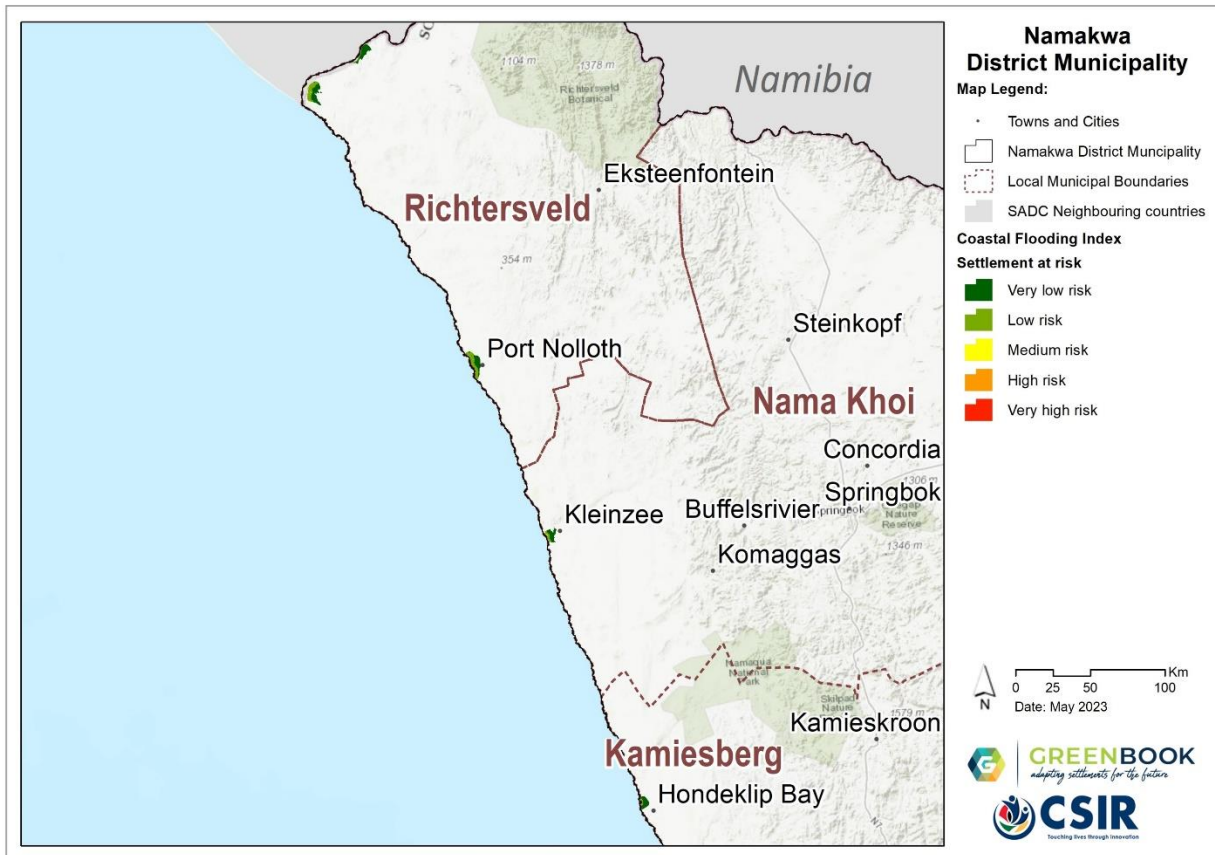 SO
1104 m
1378 m
Richtersveld
Botanical
Namibia
Eksteenfontein
Richtersveld
354 m
Port Nolloth
Steinkopf
Nama Khoi
Concordia
1306 m
Springbok
Springbok
Nature
Reserve
Kleinzee
Buffelsrivier
Komaggas
1346 m
Namaqua
National
Park
Skilpad
Nature
1579 m
Kamieskroon
Kamiesberg
Hondeklip Bay
N7
Namakwa
District Municipality
Map Legend:
Towns and Cities
Namakwa District Muncipality
Local Municipal Boundaries
SADC Neighbouring countries
Coastal Flooding Index
Settlement at risk
Very low risk
Low risk
Medium risk
High risk
Very high risk
N
Km
0 25 50 100
Date: May 2023
G
GREENBOOK
adapting settlements for the future
CSIR
Touching lives through innovation